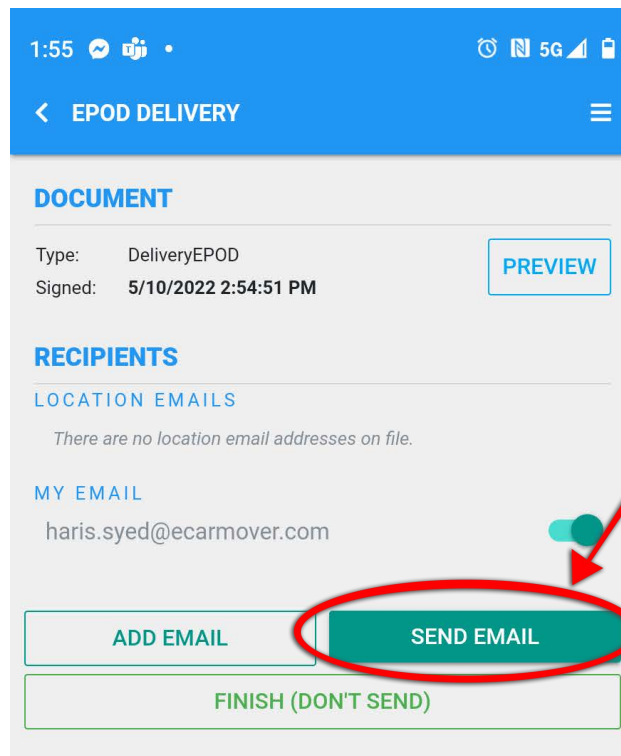 1:55 5G
EPOD DELIVERY
DOCUMENT
Type: DeliveryEPOD
PREVIEW
Signed: 5/10/2022 2:54:51 PM
RECIPIENTS
LOCATION EMAILS
There are no location email addresses on file.
MY EMAIL
haris.syed@ecarmover.com
ADD EMAIL SEND EMAIL
FINISH (DON'T SEND)